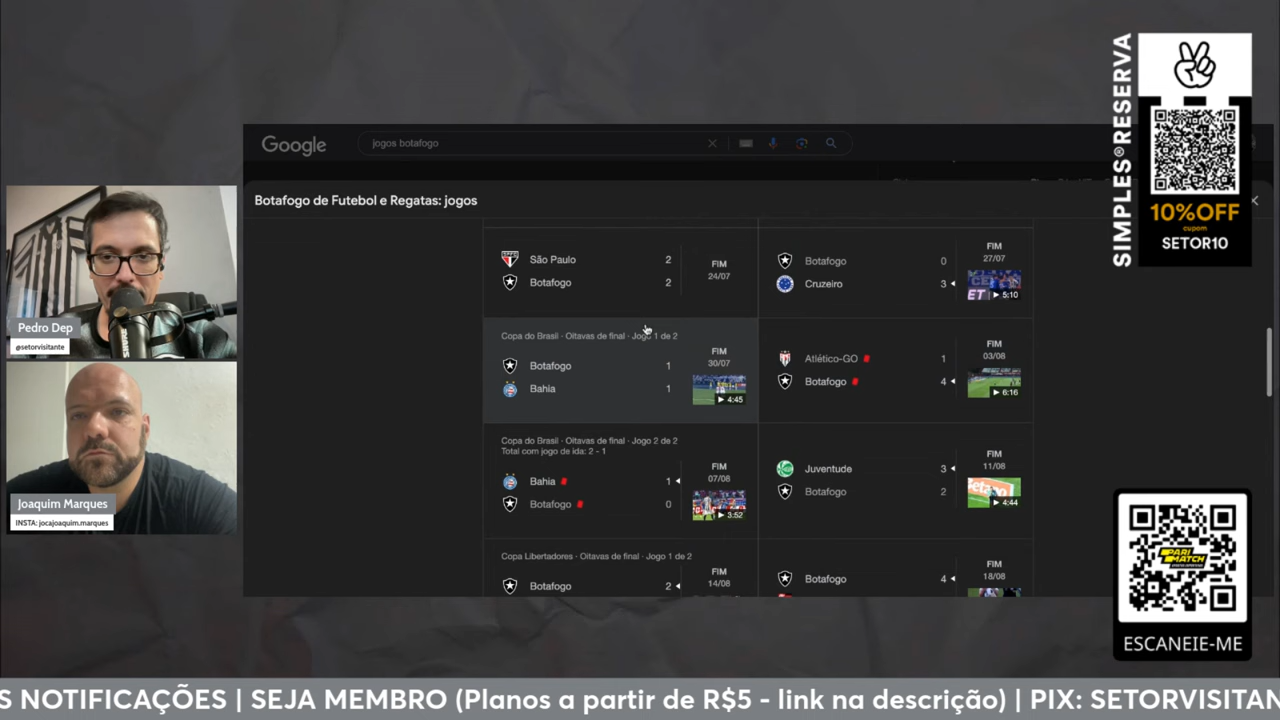 Google
jogos botafogo
Botafogo de Futebol e Regatas: jogos
São Paulo 2
Botafogo 2
FIM
24/07
Botafogo 0
Cruzeiro 3
FIM
27/07
5:10
Copa do Brasil · Oitavas de final · Jogo 1 de 2
Botafogo 1
Bahia 1
FIM
30/07
4:45
Atlético-GO 1
Botafogo 4
FIM
03/08
6:16
Copa do Brasil · Oitavas de final · Jogo 2 de 2
Total com jogo de ida: 2 - 1
Bahia 1
Botafogo 0
FIM
07/08
3:52
Juventude 3
Botafogo 2
FIM
11/08
4:44
Copa Libertadores · Oitavas de final · Jogo 1 de 2
Botafogo 2
FIM
14/08
Botafogo 4
FIM
18/08
Pedro Dep
@setorvisitante
Joaquim Marques
INSTA: jocajoaquim.marques
SIMPLES RESERVA
10%OFF
cupom
SETOR10
PARIMATCH
ESCANEIE-ME
S NOTIFICAÇÕES | SEJA MEMBRO (Planos a partir de R$5 - link na descrição) | PIX: SETORVISITAN